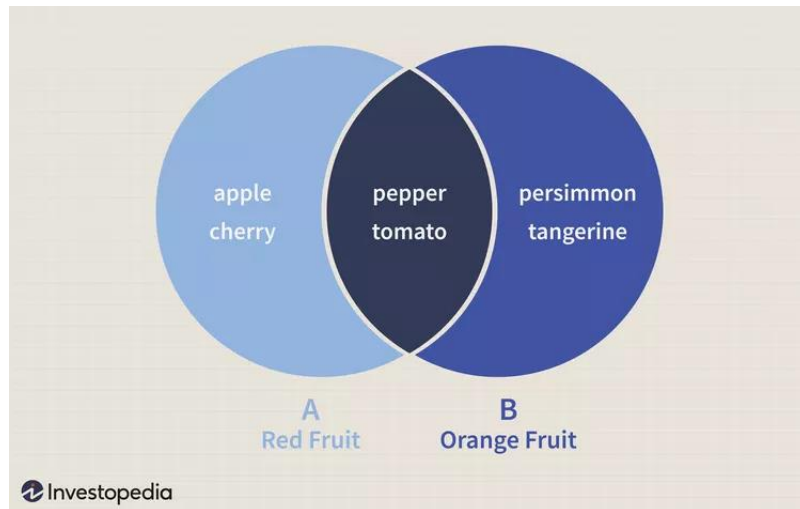 apple
cherry
pepper
tomato
persimmon
tangerine
A
Red Fruit
B
Orange Fruit
Investopedia